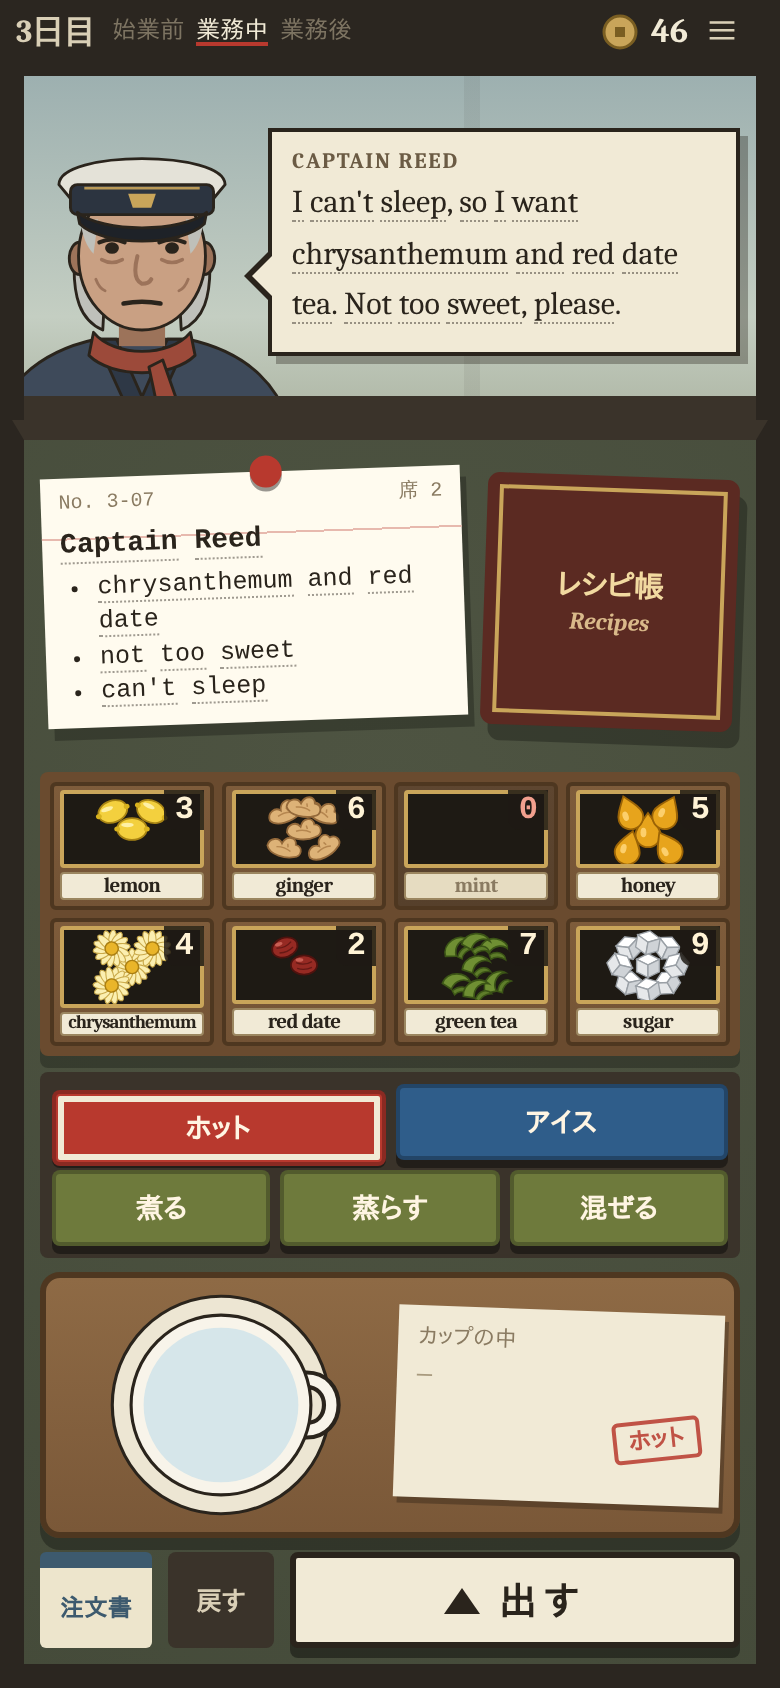 3日目 始業前 業務中 業務後 46
CAPTAIN REED
I can't sleep, so I want
chrysanthemum and red date
tea. Not too sweet, please.
No. 3-07 席 2
Captain Reed
• chrysanthemum and red
date
• not too sweet
• can't sleep
レシピ帳
Recipes
3 6 0 5
lemon ginger mint honey
4 2 7 9
chrysanthemum red date green tea sugar
ホット アイス
煮る 蒸らす 混ぜる
カップの中
—
ホット
注文書 戻す ▲ 出す